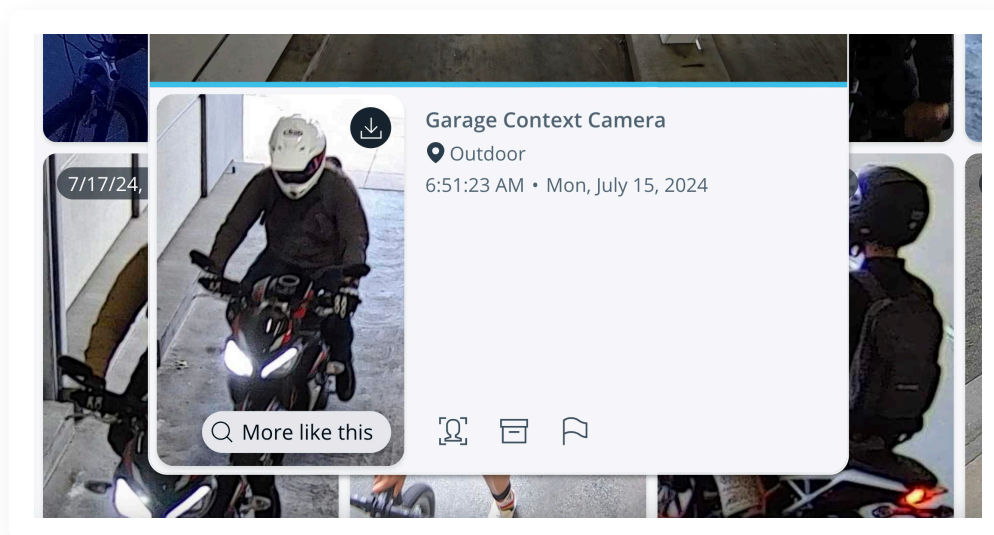 Garage Context Camera
Outdoor
6:51:23 AM • Mon, July 15, 2024
7/17/24,
More like this